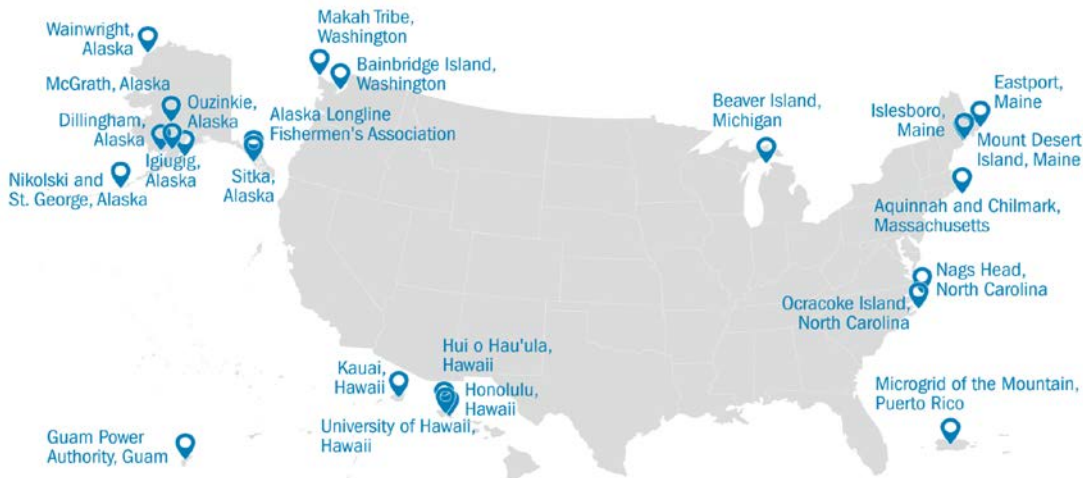 Wainwright,
Alaska
McGrath, Alaska
Ouzinkie,
Alaska
Dillingham,
Alaska
Igiugig,
Alaska
Nikolski and
St. George, Alaska
Alaska Longline
Fishermen's Association
Sitka,
Alaska
Makah Tribe,
Washington
Bainbridge Island,
Washington
Beaver Island,
Michigan
Eastport,
Maine
Islesboro,
Maine
Mount Desert
Island, Maine
Aquinnah and Chilmark,
Massachusetts
Nags Head,
North Carolina
Ocracoke Island,
North Carolina
Hui o Hau'ula,
Hawaii
Kauai,
Hawaii
Honolulu,
Hawaii
University of Hawaii,
Hawaii
Microgrid of the Mountain,
Puerto Rico
Guam Power
Authority, Guam